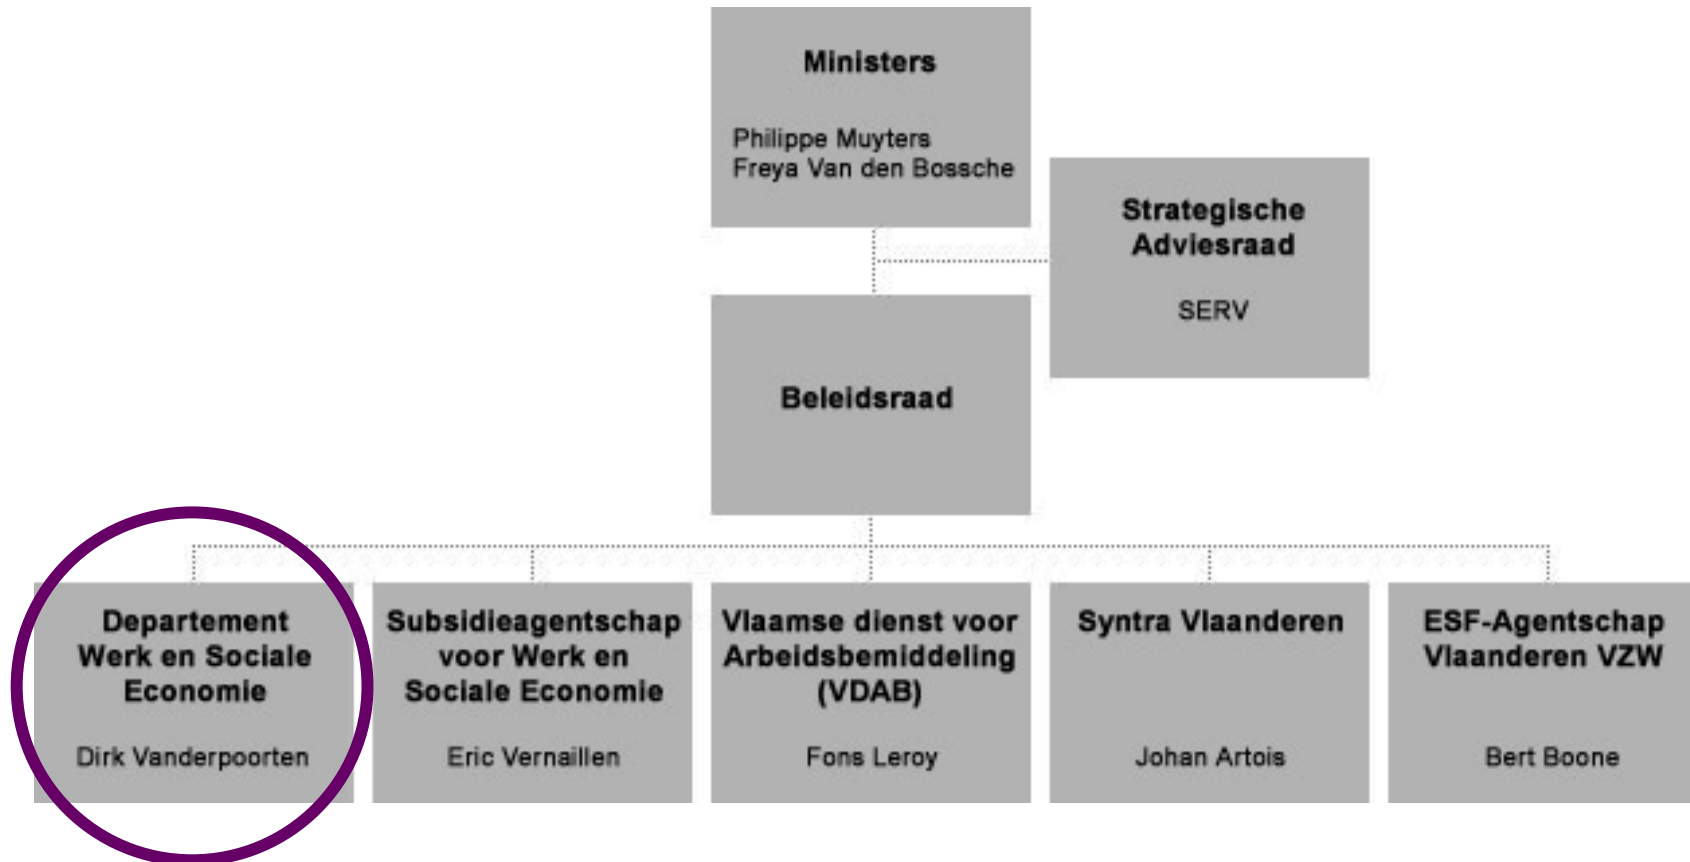 Ministers
Philippe Muyters
Freya Van den Bossche
Strategische
Adviesraad
SERV
Beleidsraad
Departement
Werk en Sociale
Economie
Dirk Vanderpoorten
Subsidieagentschap
voor Werk en
Sociale Economie
Eric Vernaillen
Vlaamse dienst voor
Arbeidsbemiddeling
(VDAB)
Fons Leroy
Syntra Vlaanderen
Johan Artois
ESF-Agentschap
Vlaanderen VZW
Bert Boone